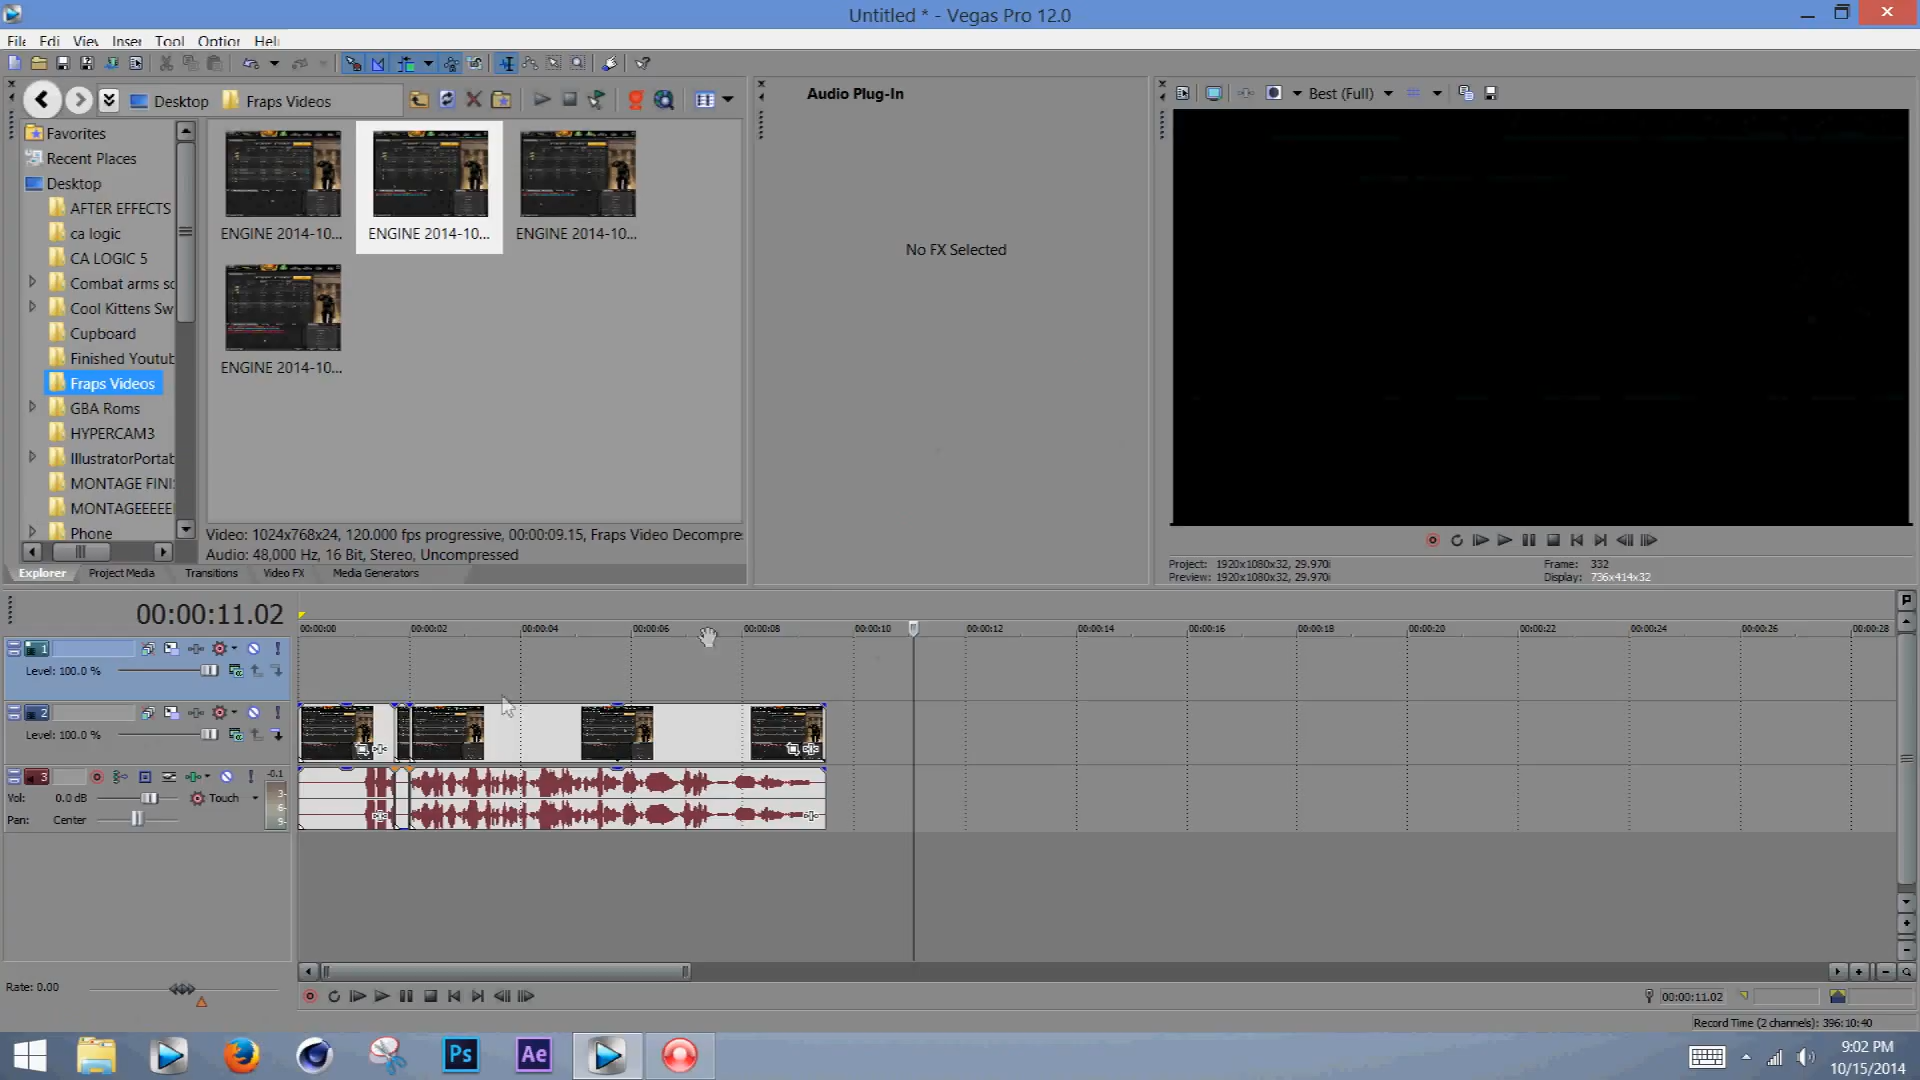 Untitled * - Vegas Pro 12.0
File Edi View Inser Tool Option Hel
Desktop Fraps Videos
Favorites
Recent Places
Desktop
AFTER EFFECTS
ca logic
CA LOGIC 5
Combat arms sc
Cool Kittens Sw
Cupboard
Finished Youtub
Fraps Videos
GBA Roms
HYPERCAM3
IllustratorPortab
MONTAGE FINI
MONTAGEEEEE
Phone
ENGINE 2014-10...
ENGINE 2014-10...
ENGINE 2014-10...
ENGINE 2014-10...
Video: 1024x768x24, 120.000 fps progressive, 00:00:09.15, Fraps Video Decompre
Audio: 48,000 Hz, 16 Bit, Stereo, Uncompressed
Explorer Project Media Transitions Video FX Media Generators
Audio Plug-In
No FX Selected
Best (Full)
Project: 1920x1080x32, 29.970i
Preview: 1920x1080x32, 29.970i
Frame: 332
Display: 736x414x32
00:00:11.02
00:00:00 00:00:02 00:00:04 00:00:06 00:00:08 00:00:10 00:00:12 00:00:14 00:00:16 00:00:18 00:00:20 00:00:22 00:00:24 00:00:26 00:00:28
1
Level: 100.0 %
2
Level: 100.0 %
3 -0.1
Vol: 0.0 dB Touch 3- 6-
Pan: Center 9-
Rate: 0.00
00:00:11.02
Record Time (2 channels): 396:10:40
Ps Ae
9:02 PM
10/15/2014